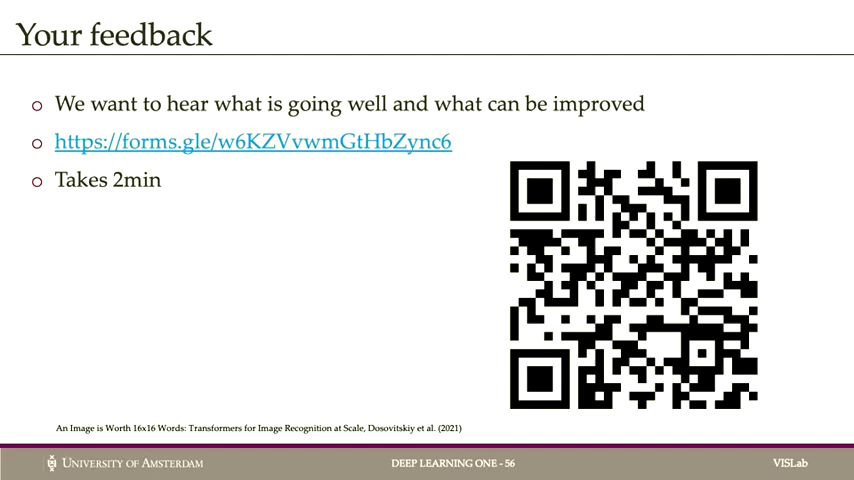 Your feedback
We want to hear what is going well and what can be improved
https://forms.gle/w6KZVvwmGtHbZync6
Takes 2min
An Image is Worth 16x16 Words: Transformers for Image Recognition at Scale, Dosovitskiy et al. (2021)
UNIVERSITY OF AMSTERDAM
DEEP LEARNING ONE - 56
VISLab